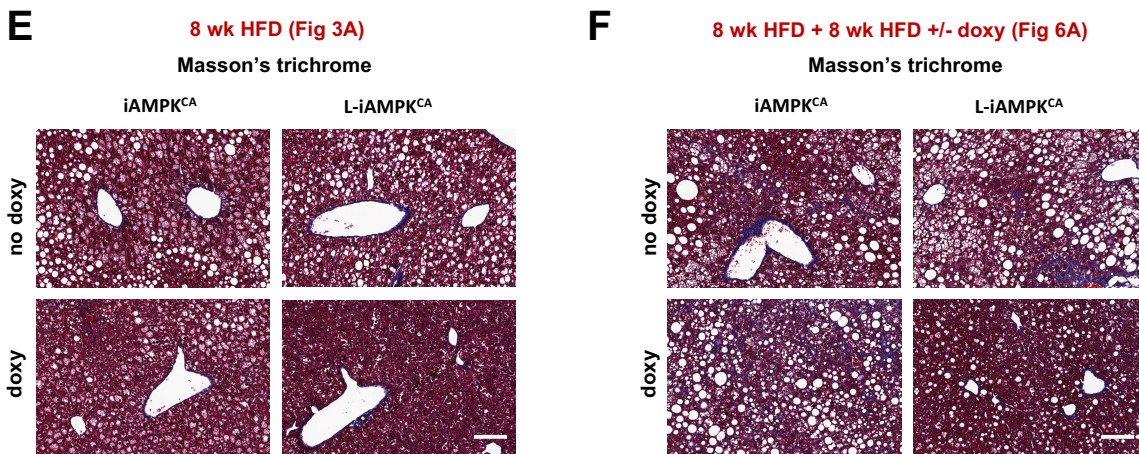 E
8 wk HFD (Fig 3A)
Masson's trichrome
iAMPKCA
L-iAMPKCA
no doxy
doxy
F
8 wk HFD + 8 wk HFD +/- doxy (Fig 6A)
Masson's trichrome
iAMPKCA
L-iAMPKCA
no doxy
doxy